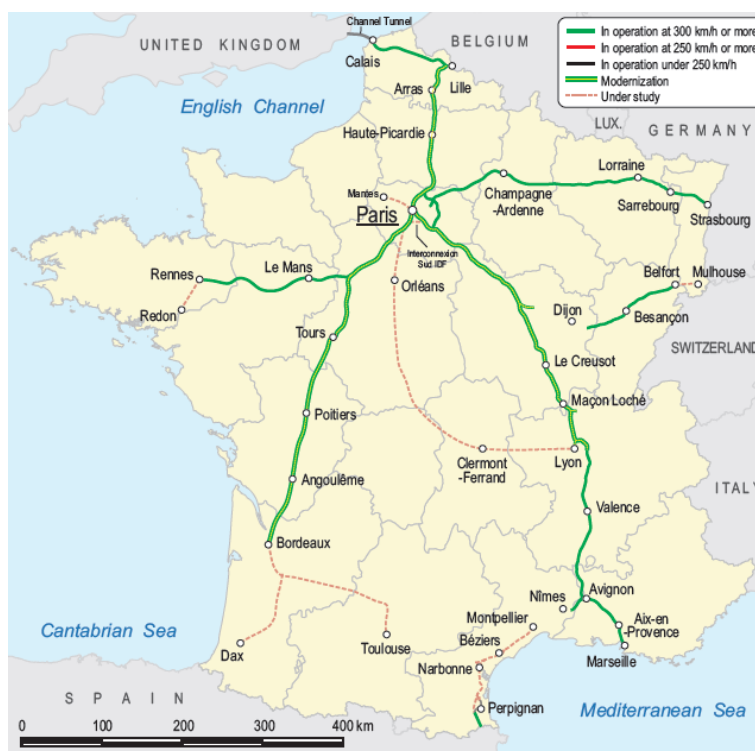 Channel Tunnel
UNITED KINGDOM
BELGIUM
In operation at 300 km/h or more
In operation at 250 km/h or more
In operation under 250 km/h
Modernization
Under study
Calais
Lille
Arras
English Channel
LUX.
GERMANY
Haute-Picardie
Lorraine
Mantes
Champagne
-Ardenne
Sarrebourg
Paris
Strasbourg
Interconnexion
Sud IDF
Rennes
Le Mans
Orléans
Belfort
Mulhouse
Redon
Dijon
Besançon
Tours
SWITZERLAND
Le Creusot
Maçon Loché
Poitiers
Clermont
-Ferrand
Lyon
Angoulême
ITALY
Valence
Bordeaux
Nîmes
Avignon
Montpellier
Aix-en
-Provence
Cantabrian Sea
Toulouse
Béziers
Dax
Marseille
Narbonne
SPAIN
Perpignan
Mediterranean Sea
0 100 200 300 400 km